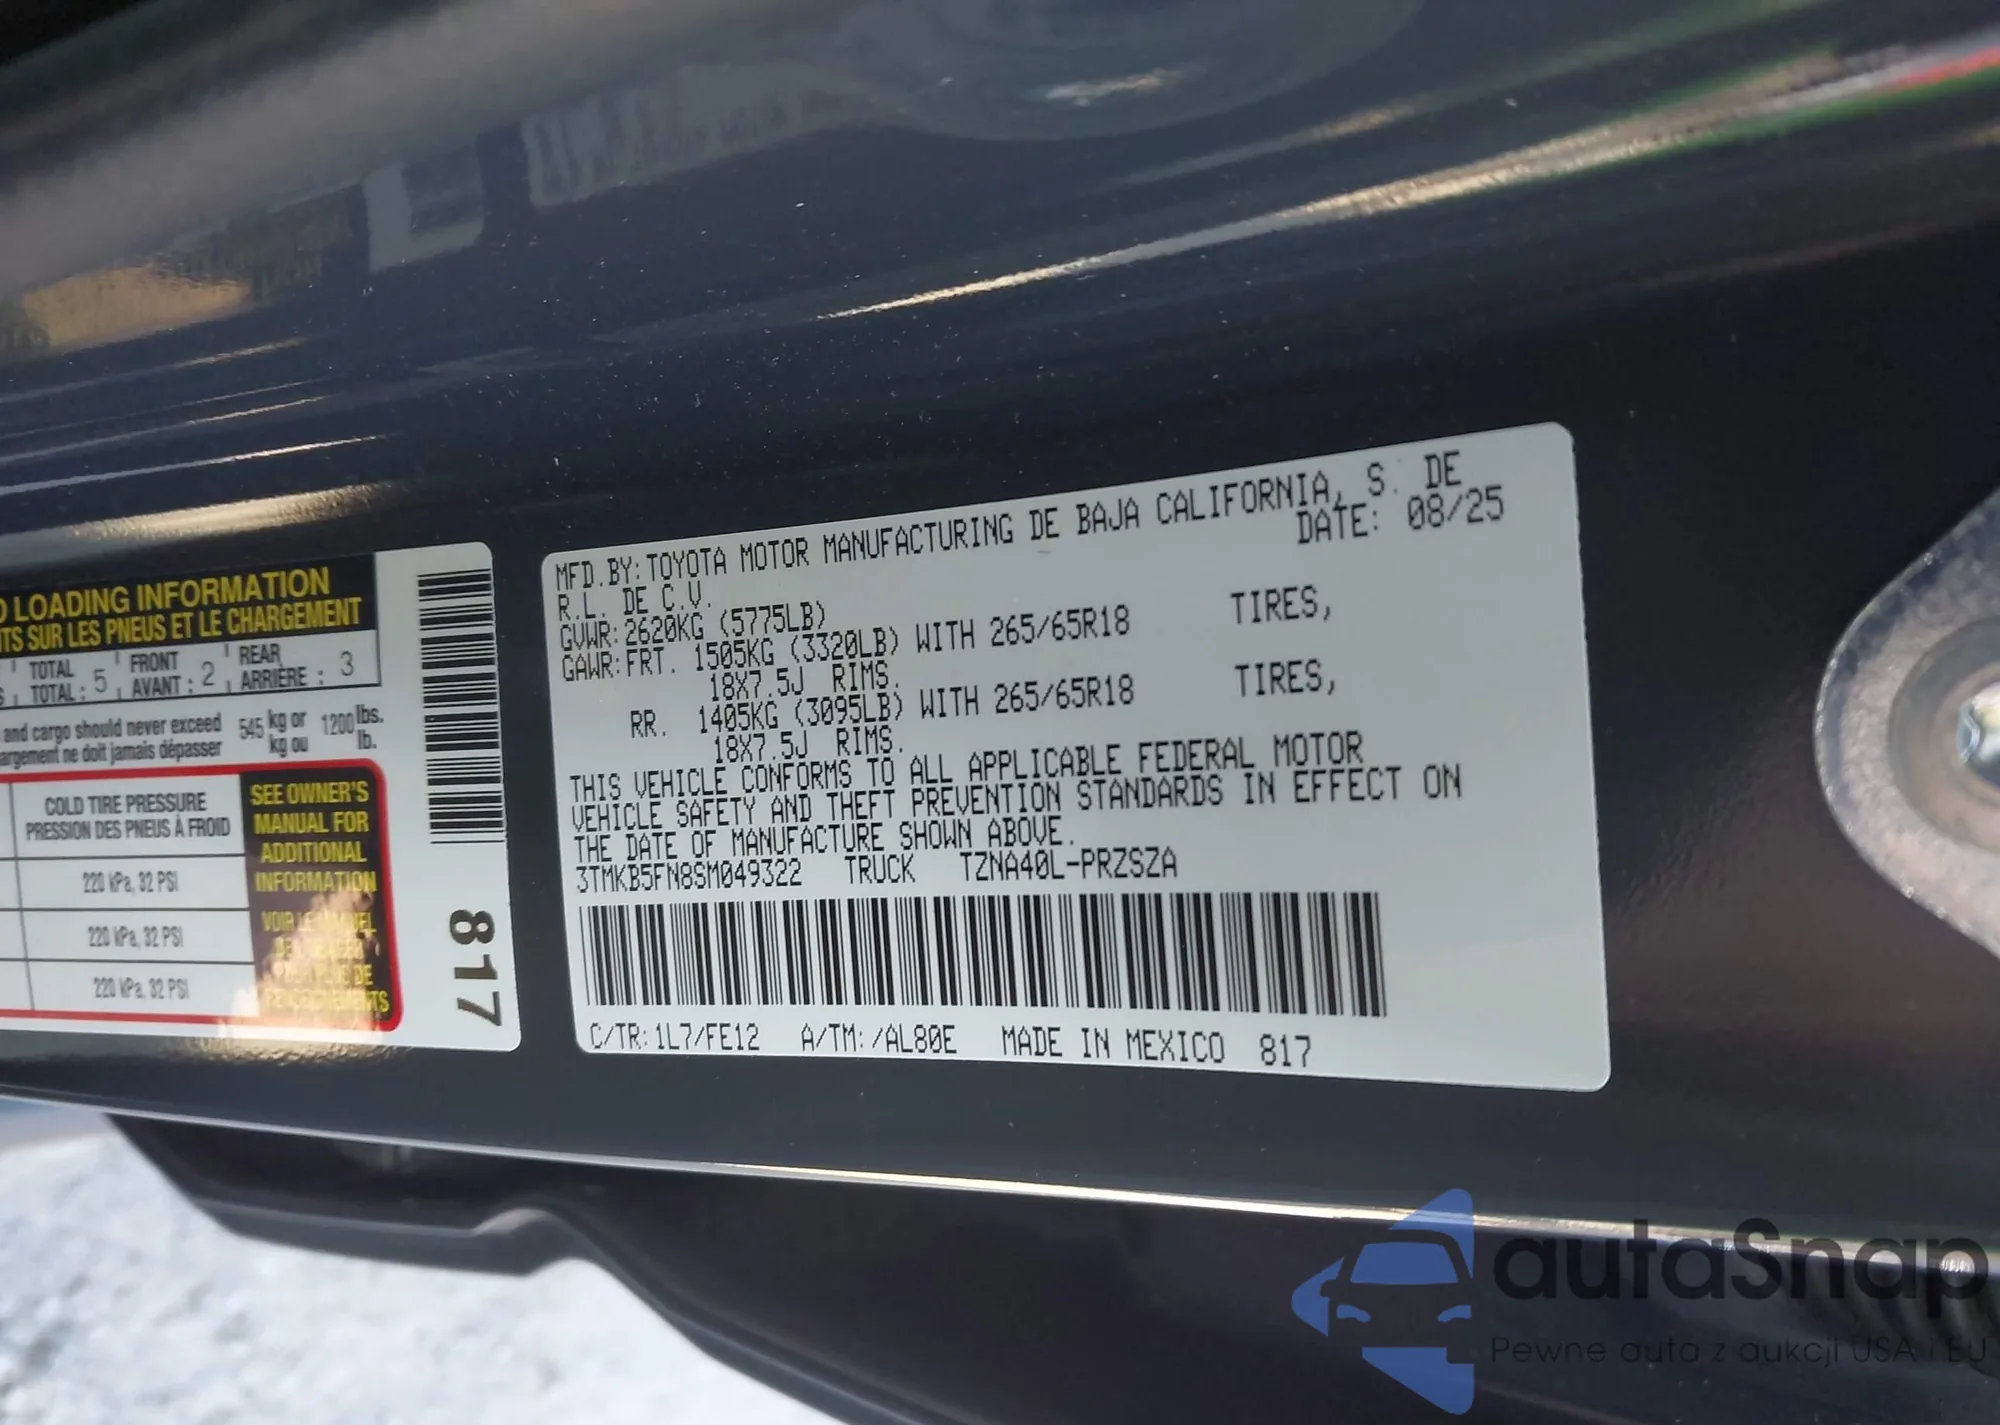 LOADING INFORMATION
SUR LES PNEUS ET LE CHARGEMENT
TOTAL
TOTAL : 5
FRONT
AVANT : 2
REAR
ARRIÈRE : 3
and cargo should never exceed 545 kg or 1200 lbs.
ne doit jamais dépasser kg ou lb.
COLD TIRE PRESSURE
PRESSION DES PNEUS À FROID
220 kPa, 32 PSI
220 kPa, 32 PSI
220 kPa, 32 PSI
SEE OWNER'S
MANUAL FOR
ADDITIONAL
INFORMATION
VOIR LE
DE
817
MFD.BY:TOYOTA MOTOR MANUFACTURING DE BAJA CALIFORNIA, S. DE
R.L. DE C.V. DATE: 08/25
GVWR:2620KG (5775LB)
GAWR:FRT. 1505KG (3320LB) WITH 265/65R18 TIRES,
18X7.5J RIMS.
RR. 1405KG (3095LB) WITH 265/65R18 TIRES,
18X7.5J RIMS.
THIS VEHICLE CONFORMS TO ALL APPLICABLE FEDERAL MOTOR
VEHICLE SAFETY AND THEFT PREVENTION STANDARDS IN EFFECT ON
THE DATE OF MANUFACTURE SHOWN ABOVE.
3TMKB5FN8SM049322 TRUCK TZNA40L-PRZSZA
C/TR:1L7/FE12 A/TM:/AL80E MADE IN MEXICO 817
autaSnap
Pewne auta z aukcji USA i EU